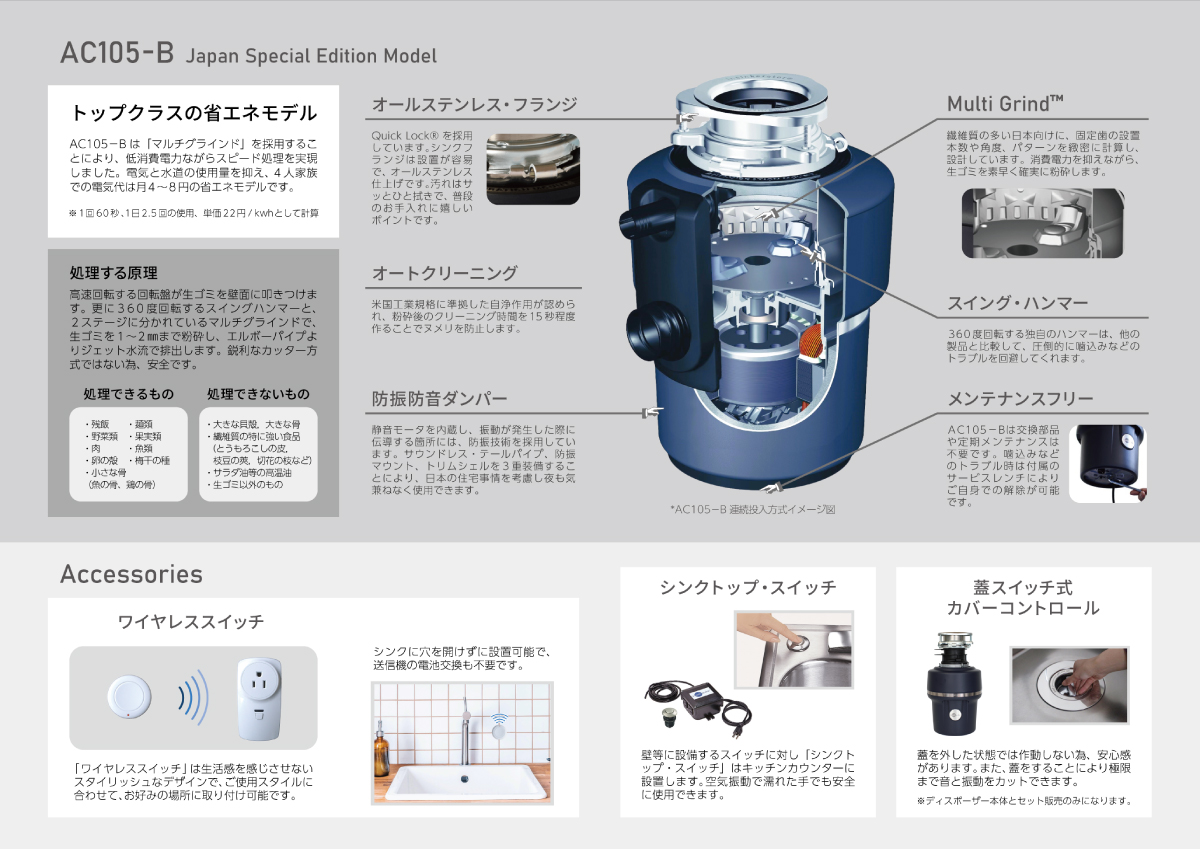 AC105-B Japan Special Edition Model
トップクラスの省エネモデル
AC105-B は「マルチグラインド」を採用するこ
とにより、低消費電力ながらスピード処理を実現
しました。電気と水道の使用量を抑え、4人家族
での電気代は月4～8円の省エネモデルです。
※1回60秒、1日2.5回の使用、単価22円/kwhとして計算
処理する原理
高速回転する回転盤が生ゴミを壁面に叩きつけま
す。更に360度回転するスイングハンマーと、
2ステージに分かれているマルチグラインドで、
生ゴミを1～2㎜まで粉砕し、エルボーパイプよ
りジェット水流で排出します。鋭利なカッター方
式ではない為、安全です。
処理できるもの
・残飯 ・麺類
・野菜類 ・果実類
・肉 ・魚類
・卵の殻 ・梅干の種
・小さな骨
（魚の骨、鶏の骨）
処理できないもの
・大きな貝殻, 大きな骨
・繊維質の特に強い食品
（とうもろこしの皮,
枝豆の莢, 切花の枝など)
・サラダ油等の高温油
・生ゴミ以外のもの
オールステンレス・フランジ
Quick Lock® を採用
しています。シンクフ
ランジは設置が容易
で、オールステンレス
仕上げです。汚れはサ
ッとひと拭きで、普段
のお手入れに嬉しい
ポイントです。
オートクリーニング
米国工業規格に準拠した自浄作用が認めら
れ、粉砕後のクリーニング時間を15秒程度
作ることでヌメリを防止します。
防振防音ダンパー
静音モータを内蔵し、振動が発生した際に
伝導する箇所には、防振技術を採用してい
ます。サウンドレス・テールパイプ、防振
マウント、トリムシェルを3重装備するこ
とにより、日本の住宅事情を考慮し夜も気
兼ねなく使用できます。
*AC105-B 連続投入方式イメージ図
Multi Grind™
繊維質の多い日本向けに、固定歯の設置
本数や角度、パターンを緻密に計算し、
設計しています。消費電力を抑えながら、
生ゴミを素早く確実に粉砕します。
スイング・ハンマー
360度回転する独自のハンマーは、他の
製品と比較して、圧倒的に噛込みなどの
トラブルを回避してくれます。
メンテナンスフリー
AC105-Bは交換部品
や定期メンテナンスは
不要です。噛込みなど
のトラブル時は付属の
サービスレンチにより
ご自身での解除が可能
です。
Accessories
ワイヤレススイッチ
シンクに穴を開けずに設置可能で、
送信機の電池交換も不要です。
「ワイヤレススイッチ」は生活感を感じさせない
スタイリッシュなデザインで、ご使用スタイルに
合わせて、お好みの場所に取り付け可能です。
シンクトップ・スイッチ
壁等に設備するスイッチに対し「シンクト
ップ・スイッチ」はキッチンカウンターに
設置します。空気振動で濡れた手でも安全
に使用できます。
蓋スイッチ式
カバーコントロール
蓋を外した状態では作動しない為、安心感
があります。また、蓋をすることにより極限
まで音と振動をカットできます。
※ディスポーザー本体とセット販売のみになります。